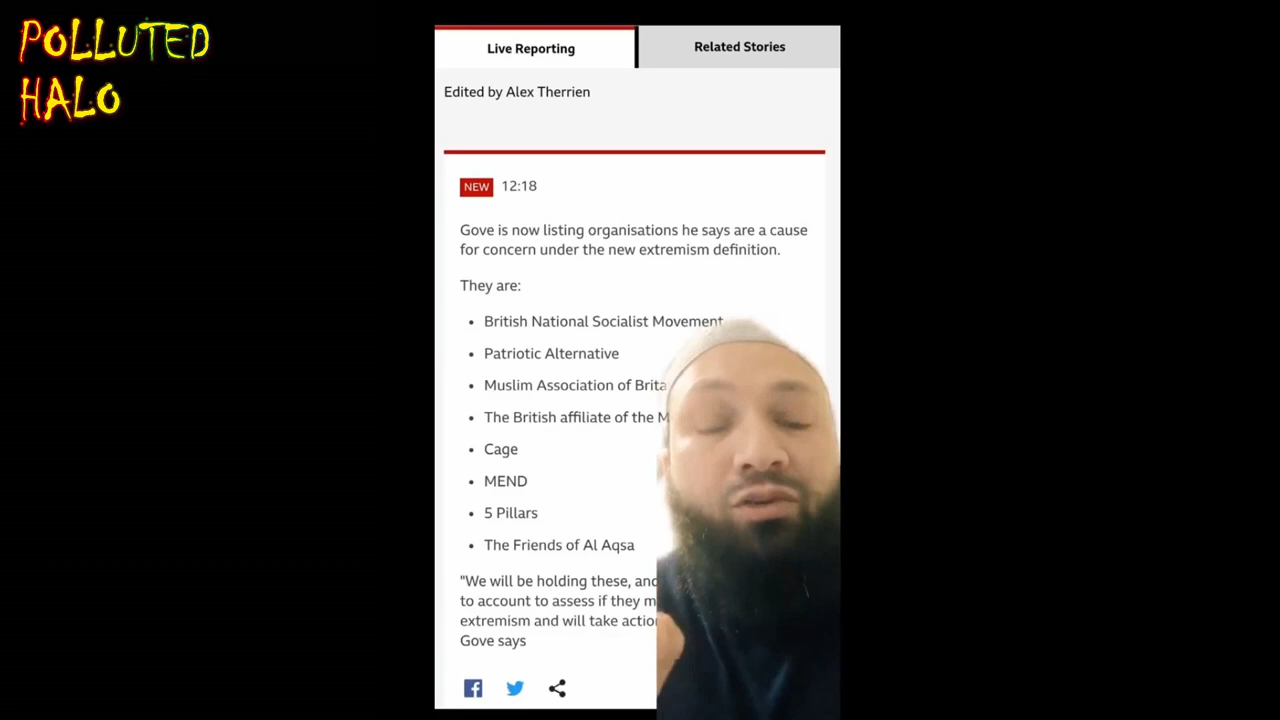 POLLUTED
HALO
Live Reporting
Related Stories
Edited by Alex Therrien
NEW 12:18
Gove is now listing organisations he says are a cause
for concern under the new extremism definition.
They are:
• British National Socialist Movement
• Patriotic Alternative
• Muslim Association of Brita
• The British affiliate of the M
• Cage
• MEND
• 5 Pillars
• The Friends of Al Aqsa
"We will be holding these, and
to account to assess if they m
extremism and will take action
Gove says